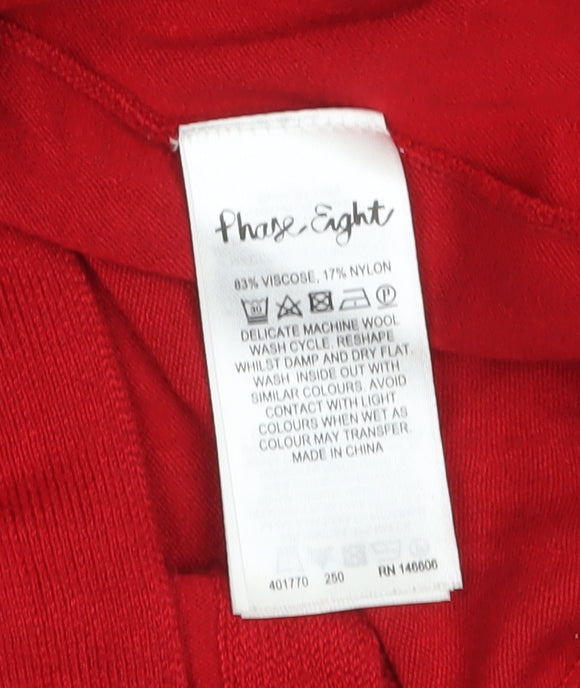 Phase Eight
83% VISCOSE, 17% NYLON
30 P
DELICATE MACHINE WOOL
WASH CYCLE. RESHAPE
WHILST DAMP AND DRY FLAT.
WASH INSIDE OUT WITH
SIMILAR COLOURS. AVOID
CONTACT WITH LIGHT
COLOURS WHEN WET AS
COLOUR MAY TRANSFER.
MADE IN CHINA
401770 250 RN 146606